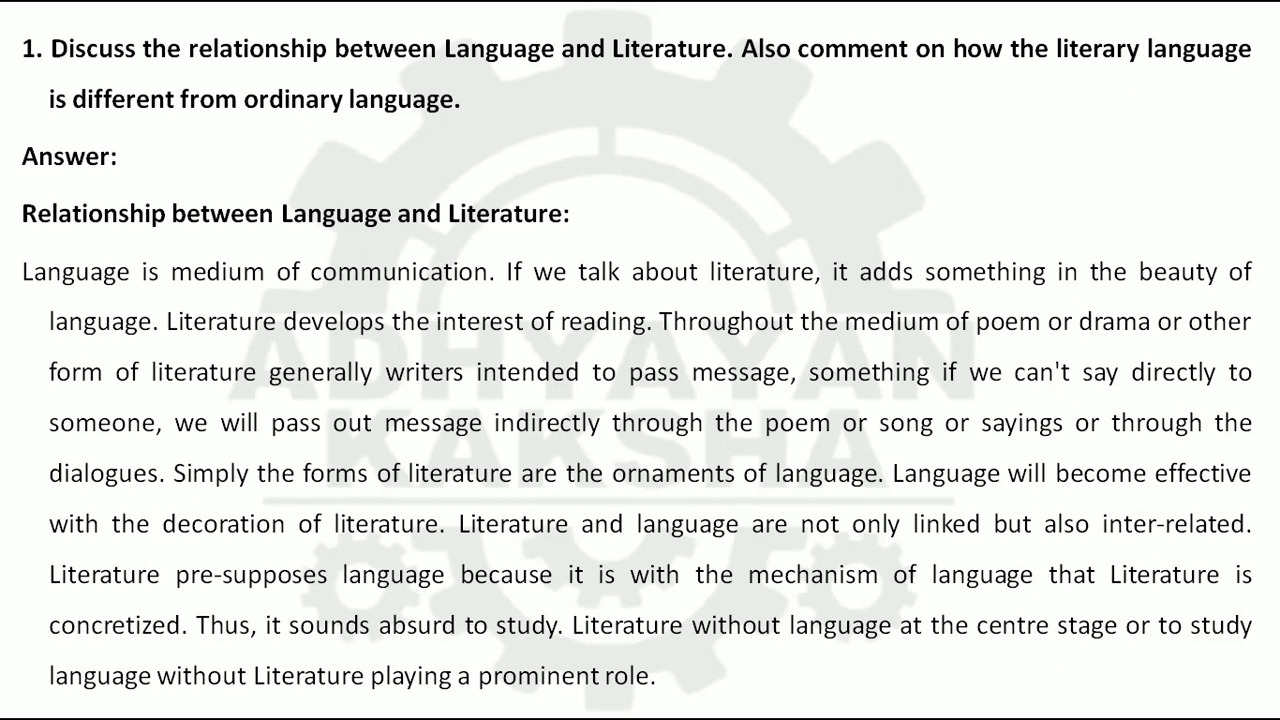 1. Discuss the relationship between Language and Literature. Also comment on how the literary language
is different from ordinary language.
Answer:
Relationship between Language and Literature:
Language is medium of communication. If we talk about literature, it adds something in the beauty of
language. Literature develops the interest of reading. Throughout the medium of poem or drama or other
form of literature generally writers intended to pass message, something if we can't say directly to
someone, we will pass out message indirectly through the poem or song or sayings or through the
dialogues. Simply the forms of literature are the ornaments of language. Language will become effective
with the decoration of literature. Literature and language are not only linked but also inter-related.
Literature pre-supposes language because it is with the mechanism of language that Literature is
concretized. Thus, it sounds absurd to study. Literature without language at the centre stage or to study
language without Literature playing a prominent role.
ADHYAYAN
KAKSHA